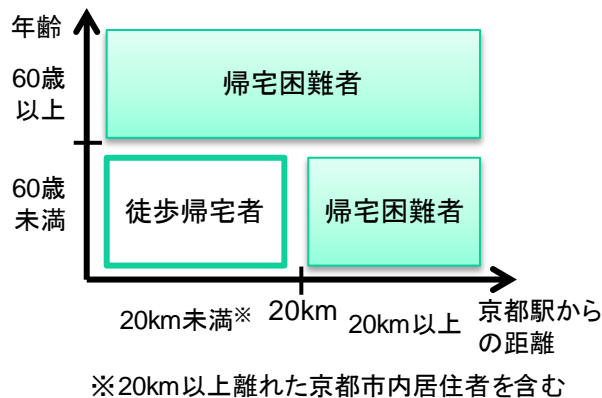 年齢
60歳
以上
帰宅困難者
60歳
未満
徒歩帰宅者
帰宅困難者
20km未満※
20km
20km以上
京都駅から
の距離
※20km以上離れた京都市内居住者を含む